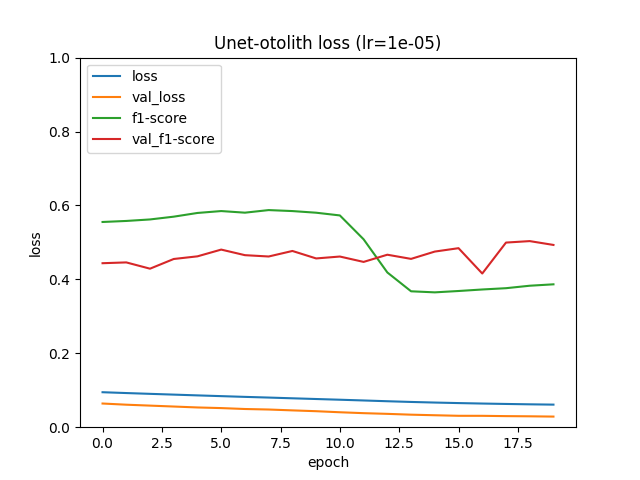 Unet-otolith loss (lr=1e-05)
1.0
0.8
0.6
0.4
0.2
0.0
loss
loss
val_loss
f1-score
val_f1-score
0.0 2.5 5.0 7.5 10.0 12.5 15.0 17.5
epoch